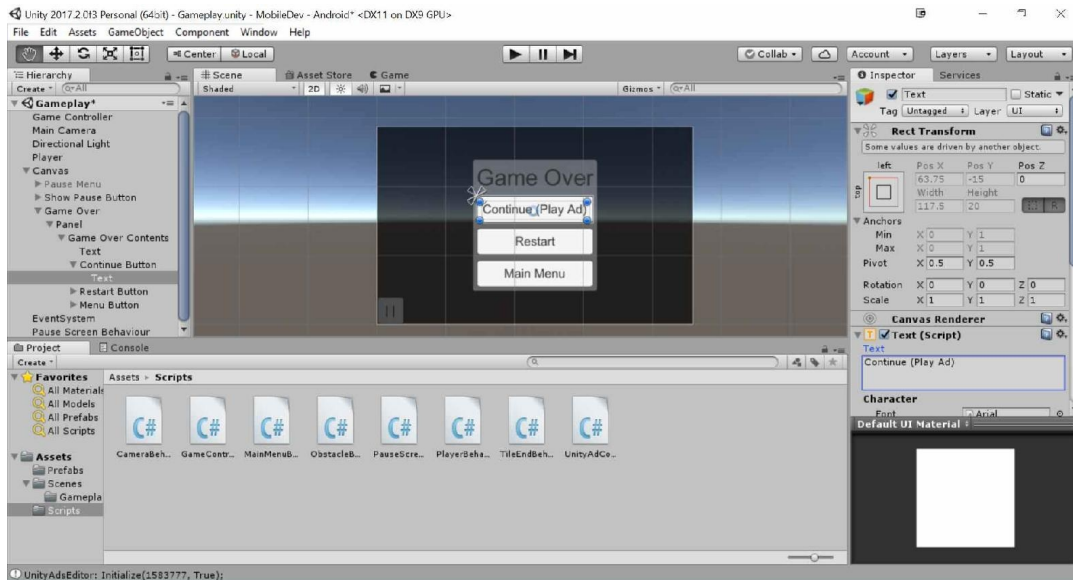 Unity 2017.2.0f3 Personal (64bit) - Gameplay.unity - MobileDev - Android* <DX11 on DX9 GPU>
File Edit Assets GameObject Component Window Help
Center Local Collab Account Layers Layout
Hierarchy Scene Asset Store Game Inspector Services
Create All Shaded 2D Gizmos All
Gameplay*
Game Controller
Main Camera
Directional Light
Player
Canvas
Pause Menu
Show Pause Button
Game Over
Panel
Game Over Contents
Text
Continue Button
Text
Restart Button
Menu Button
EventSystem
Pause Screen Behaviour
Game Over
Continue (Play Ad)
Restart
Main Menu
Text Static
Tag Untagged Layer UI
Rect Transform
Some values are driven by another object.
left Pos X Pos Y Pos Z
top 63.75 -15 0
Width Height
117.5 20 R
Anchors
Min X 0 Y 1
Max X 0 Y 1
Pivot X 0.5 Y 0.5
Rotation X 0 Y 0 Z 0
Scale X 1 Y 1 Z 1
Canvas Renderer
Text (Script)
Text
Continue (Play Ad)
Character
Font Arial
Default UI Material
Project Console
Create
Favorites
All Materials
All Models
All Prefabs
All Scripts
Assets
Prefabs
Scenes
Gamepla
Scripts
Assets Scripts
C# C# C# C# C# C# C# C#
CameraBeh... GameContr... MainMenuB... ObstacleB... PauseScre... PlayerBeha... TileEndBeh... UnityAdCo...
UnityAdsEditor: Initialize(1583777, True);